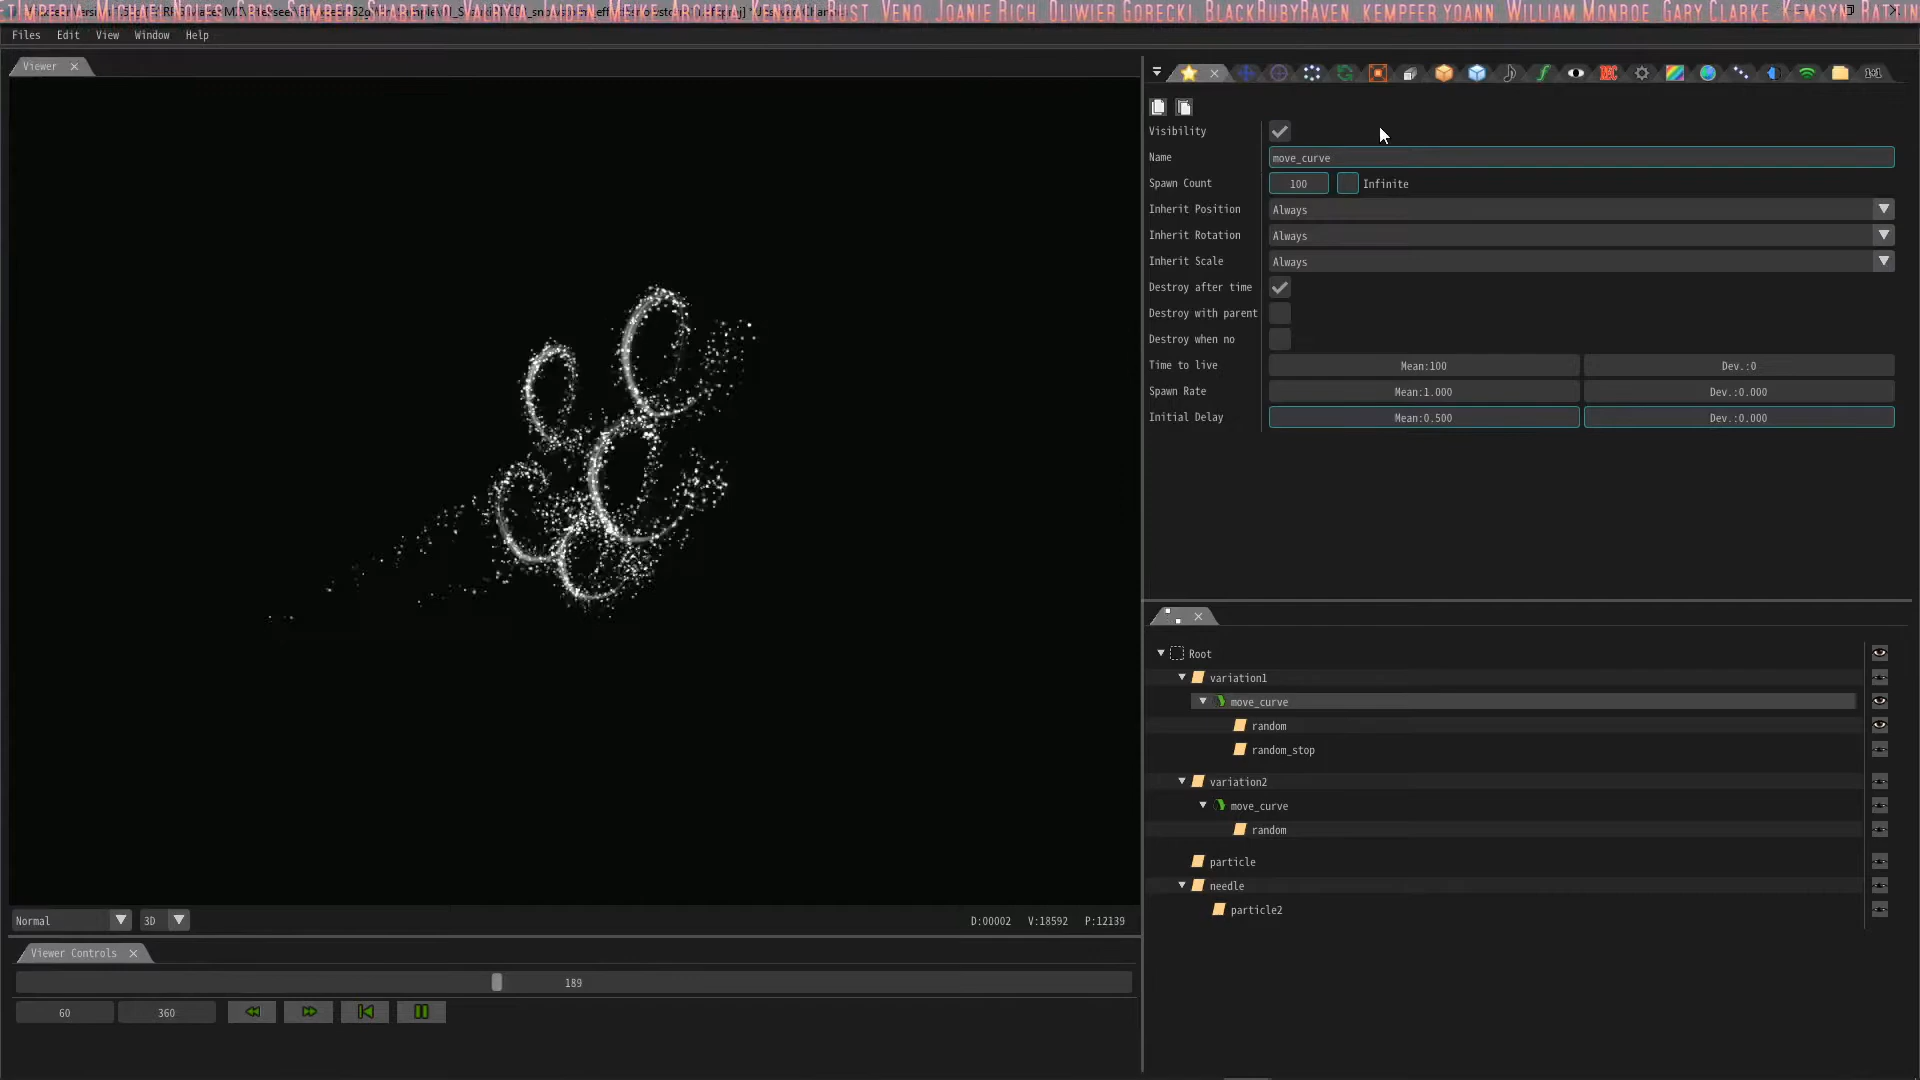 Veno, Joanie Rich, Oliwier Gorecki, BlackRubyRaven, kempfer yoann, William Monroe, Gary Clarke,
Files Edit View Window Help
Viewer
Visibility
Name move_curve
Spawn Count 100 Infinite
Inherit Position Always
Inherit Rotation Always
Inherit Scale Always
Destroy after time
Destroy with parent
Destroy when no
Time to live Mean:100 Dev.:0
Spawn Rate Mean:1.000 Dev.:0.000
Initial Delay Mean:0.500 Dev.:0.000
Root
variation1
move_curve
random
random_stop
variation2
move_curve
random
particle
needle
particle2
Normal 3D D:00002 V:18592 P:12139
Viewer Controls
189
60 360